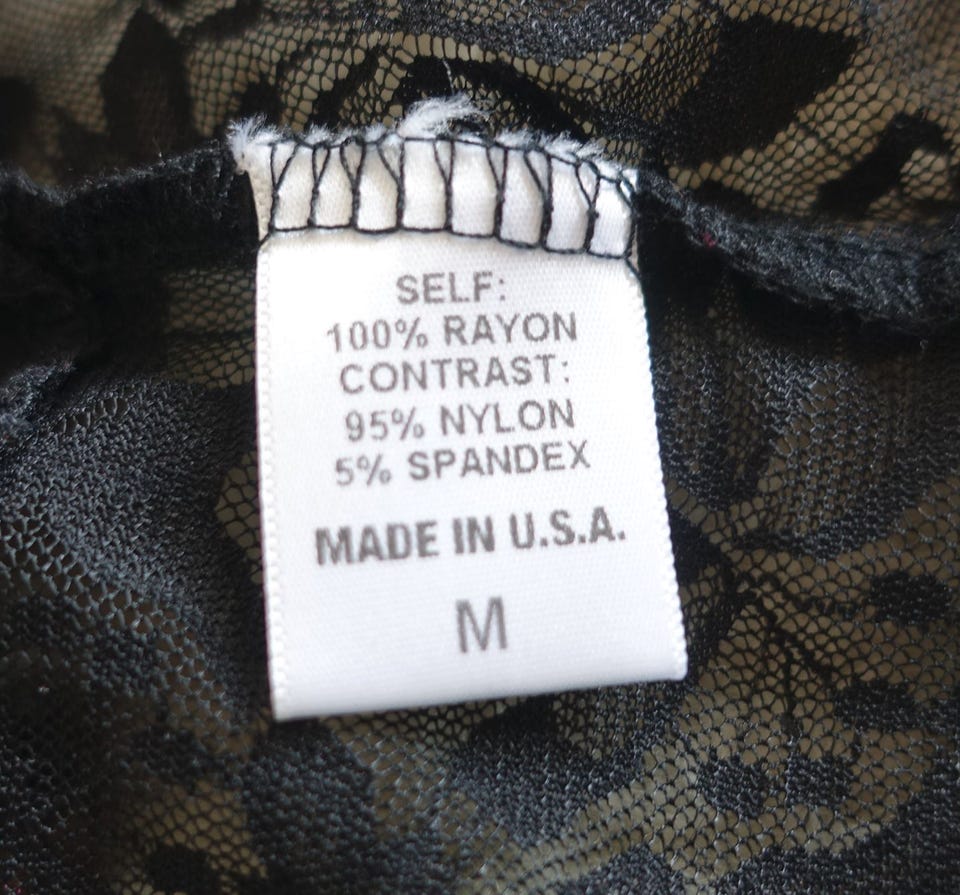 SELF:
100% RAYON
CONTRAST:
95% NYLON
5% SPANDEX
MADE IN U.S.A.
M